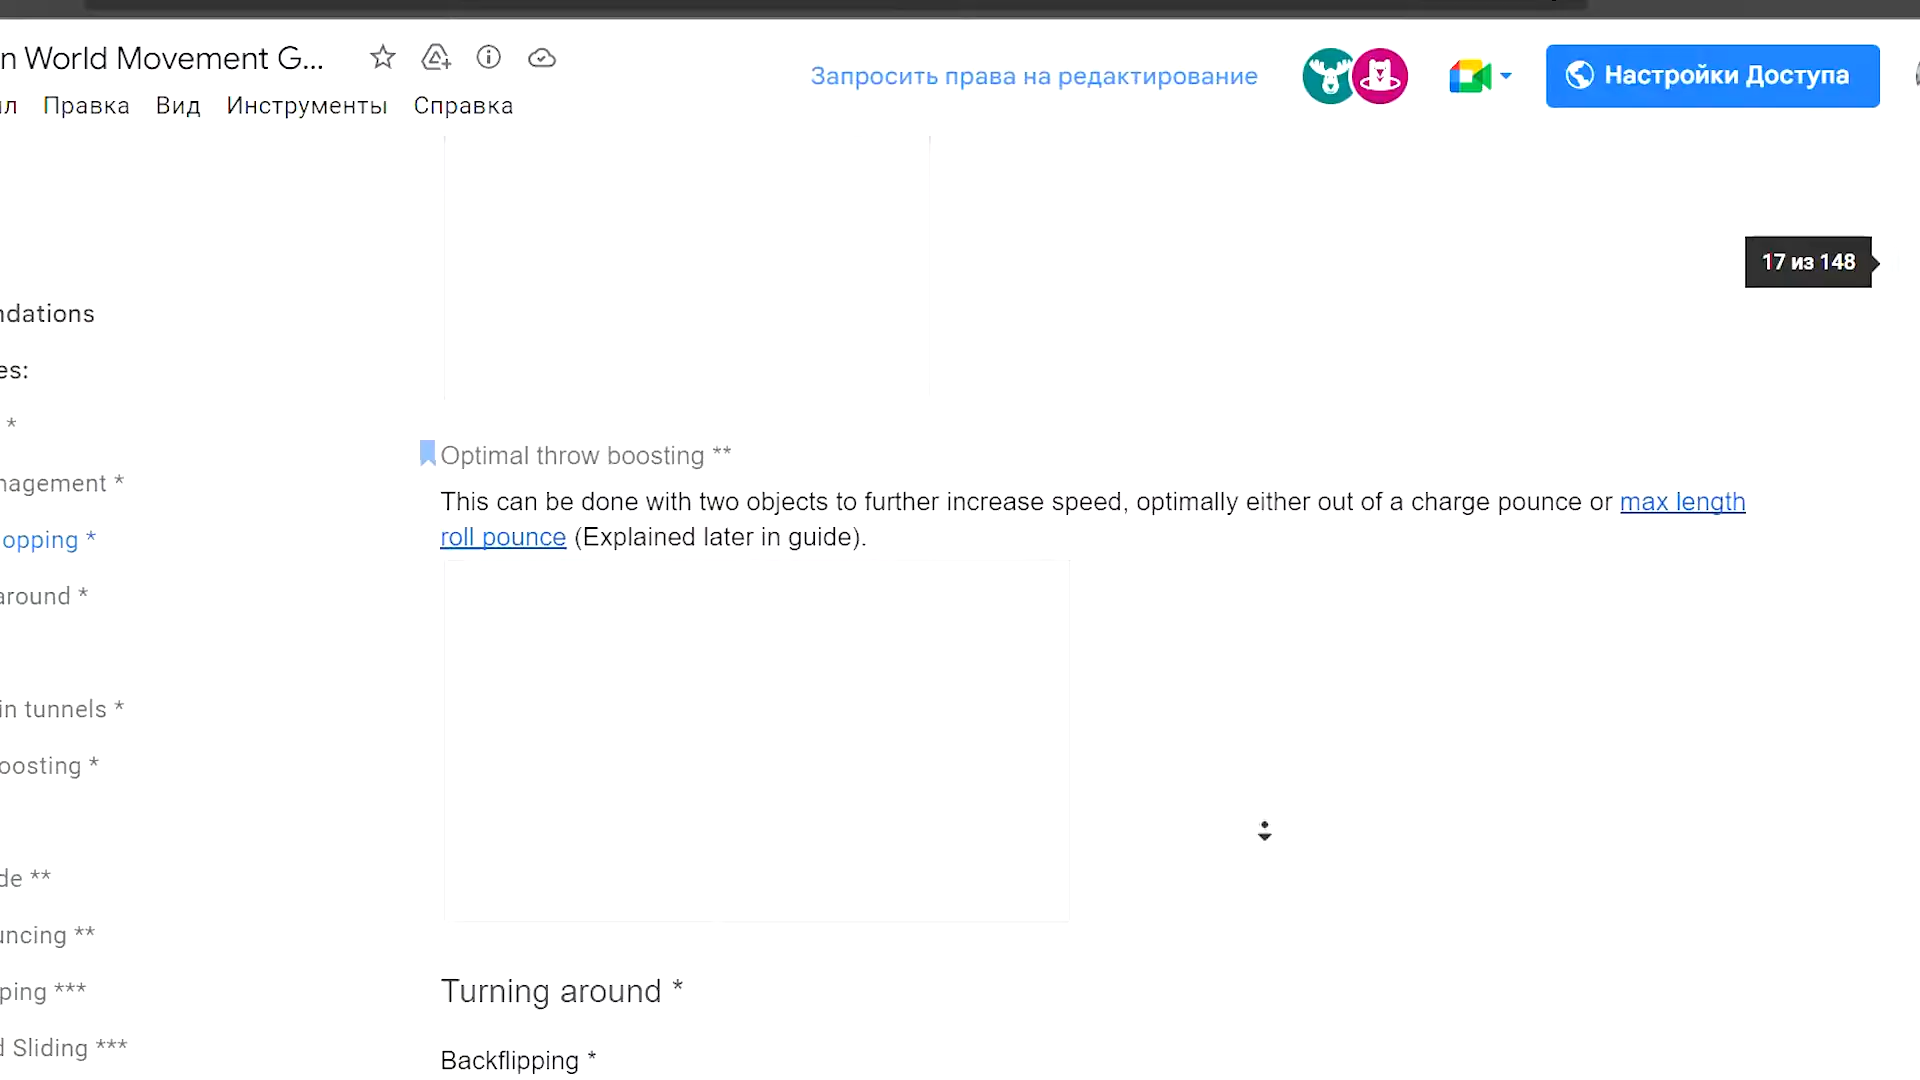 n World Movement G...
Запросить права на редактирование
Настройки Доступа
Правка Вид Инструменты Справка
17 из 148
ndations
es:
*
nagement *
opping *
around *
in tunnels *
oosting *
de **
uncing **
ping ***
d Sliding ***
Optimal throw boosting **
This can be done with two objects to further increase speed, optimally either out of a charge pounce or max length
roll pounce (Explained later in guide).
Turning around *
Backflipping *